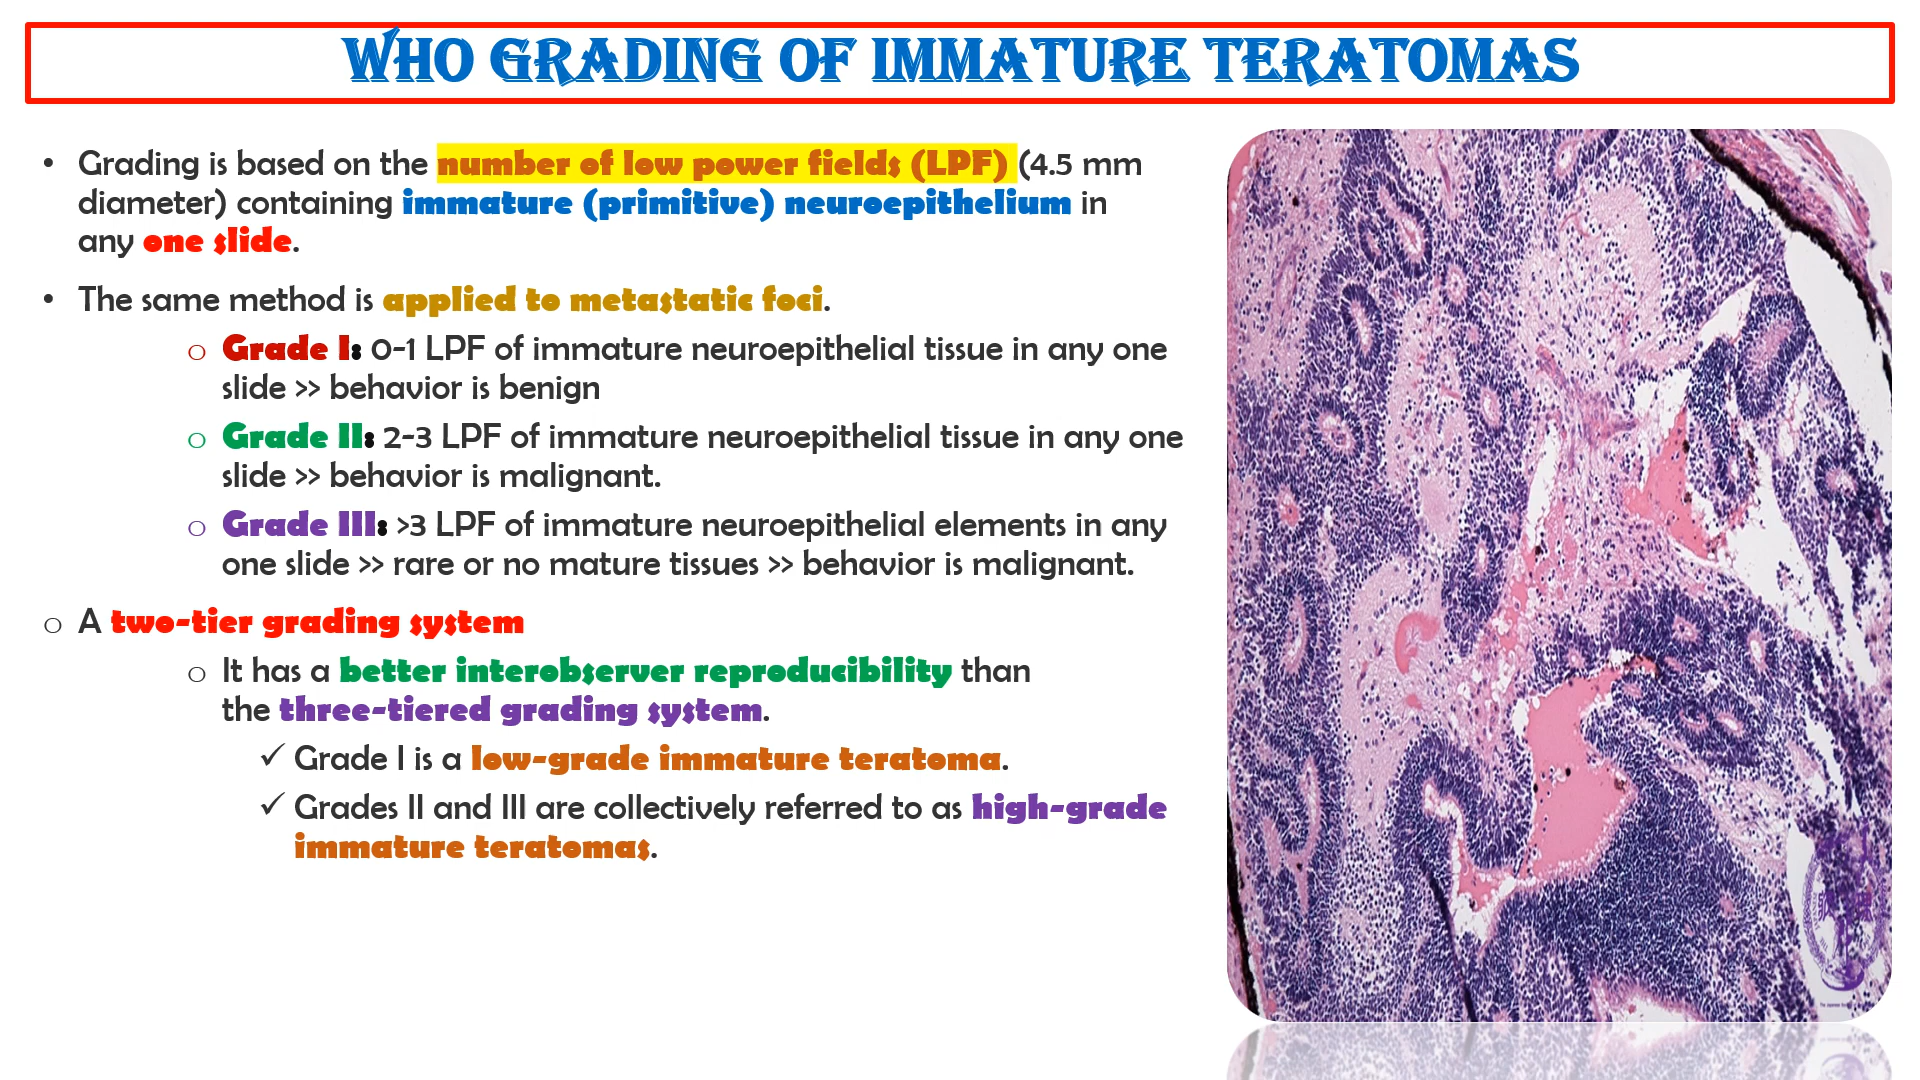 WHO GRADING OF IMMATURE TERATOMAS
• Grading is based on the number of low power fields (LPF) (4.5 mm
diameter) containing immature (primitive) neuroepithelium in
any one slide.
• The same method is applied to metastatic foci.
o Grade I: 0-1 LPF of immature neuroepithelial tissue in any one
slide >> behavior is benign
o Grade II: 2-3 LPF of immature neuroepithelial tissue in any one
slide >> behavior is malignant.
o Grade III: >3 LPF of immature neuroepithelial elements in any
one slide >> rare or no mature tissues >> behavior is malignant.
o A two-tier grading system
o It has a better interobserver reproducibility than
the three-tiered grading system.
✓ Grade I is a low-grade immature teratoma.
✓ Grades II and III are collectively referred to as high-grade
immature teratomas.